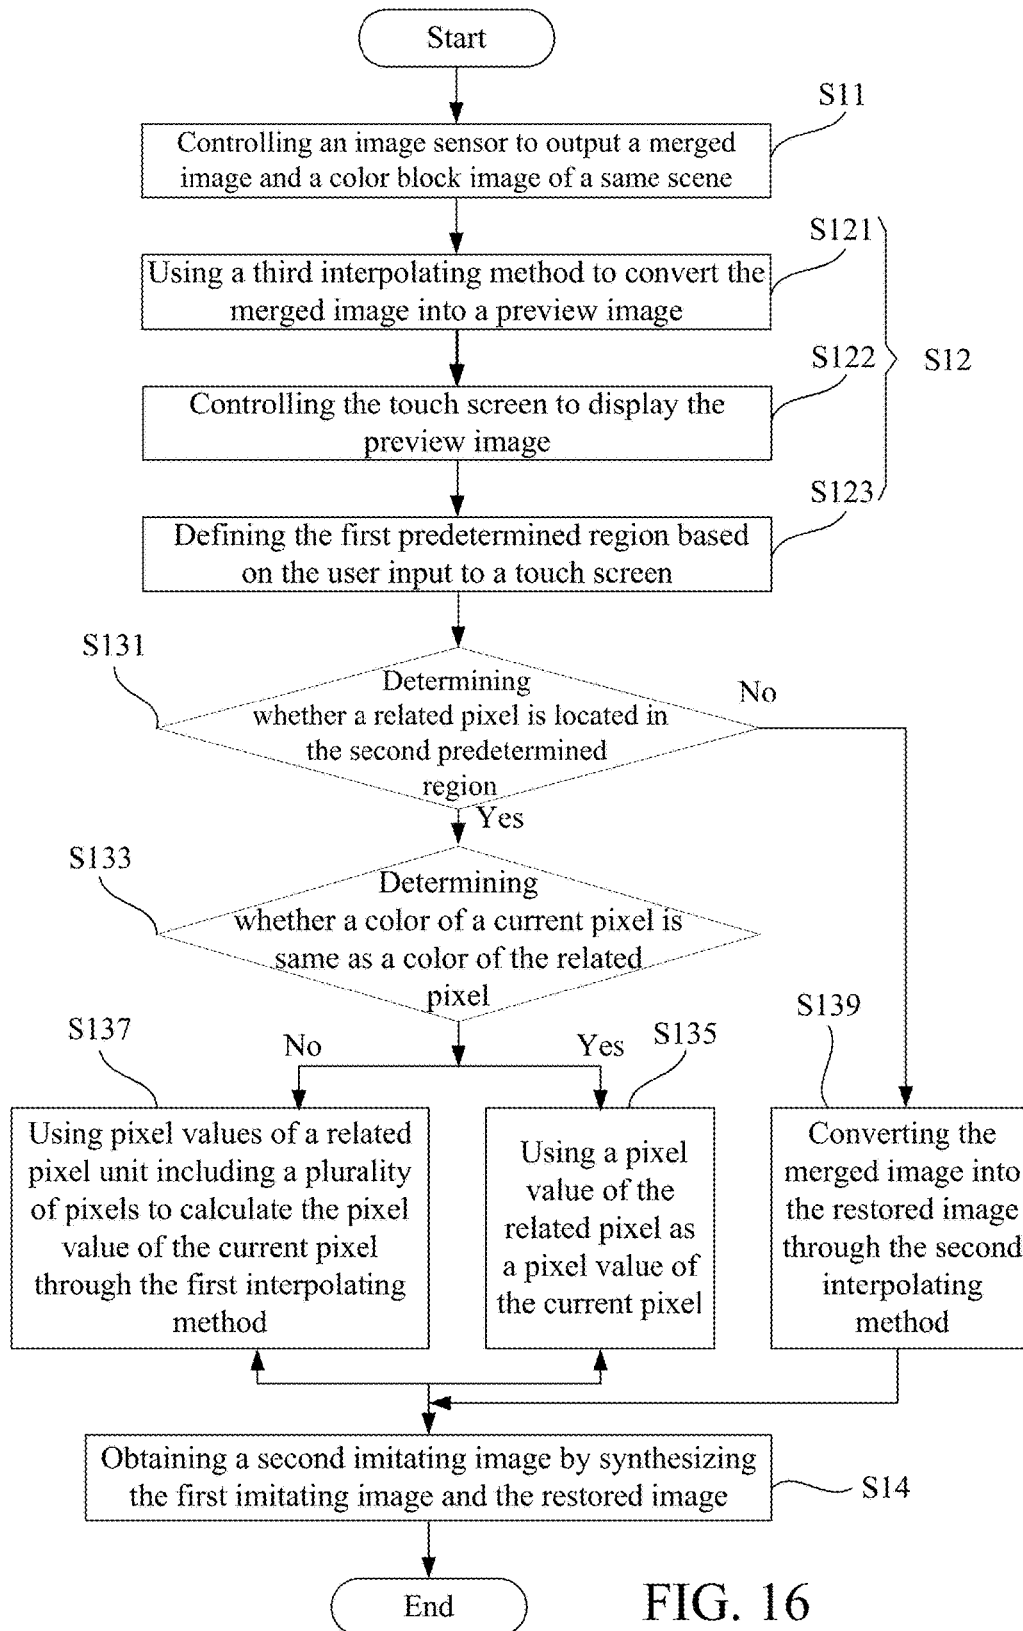 Start
S11
Controlling an image sensor to output a merged
image and a color block image of a same scene
S121
Using a third interpolating method to convert the
merged image into a preview image
S122
S12
Controlling the touch screen to display the
preview image
S123
Defining the first predetermined region based
on the user input to a touch screen
S131
Determining
whether a related pixel is located in
the second predetermined
region
No
Yes
S133
Determining
whether a color of a current pixel is
same as a color of the related
pixel
S137
No
Yes
S135
S139
Using pixel values of a related
pixel unit including a plurality
of pixels to calculate the pixel
value of the current pixel
through the first interpolating
method
Using a pixel
value of the
related pixel as
a pixel value of
the current pixel
Converting the
merged image into
the restored image
through the second
interpolating
method
Obtaining a second imitating image by synthesizing
the first imitating image and the restored image
S14
End
FIG. 16